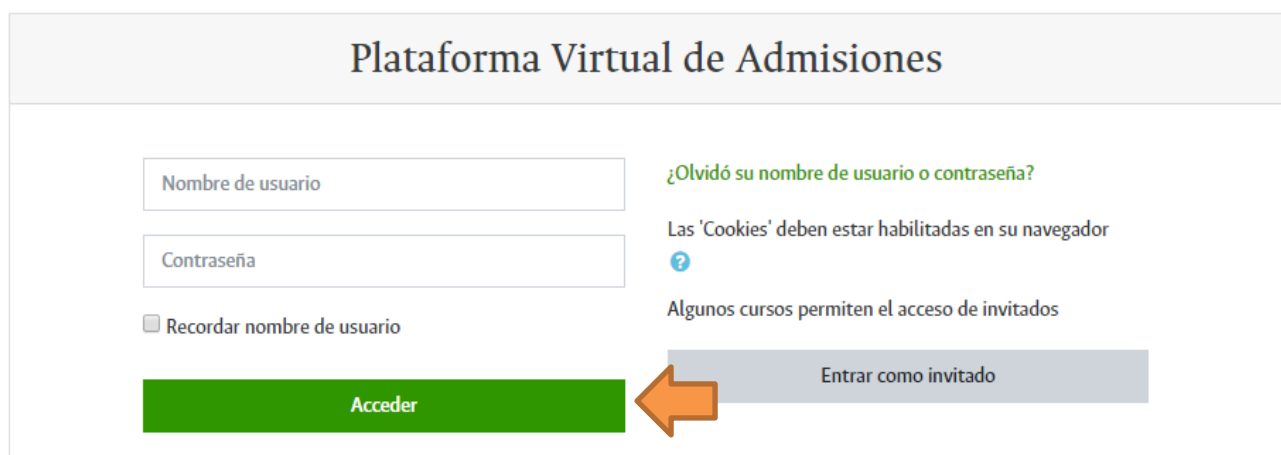 Plataforma Virtual de Admisiones
Nombre de usuario
Contraseña
Recordar nombre de usuario
Acceder
¿Olvidó su nombre de usuario o contraseña?
Las 'Cookies' deben estar habilitadas en su navegador
?
Algunos cursos permiten el acceso de invitados
Entrar como invitado